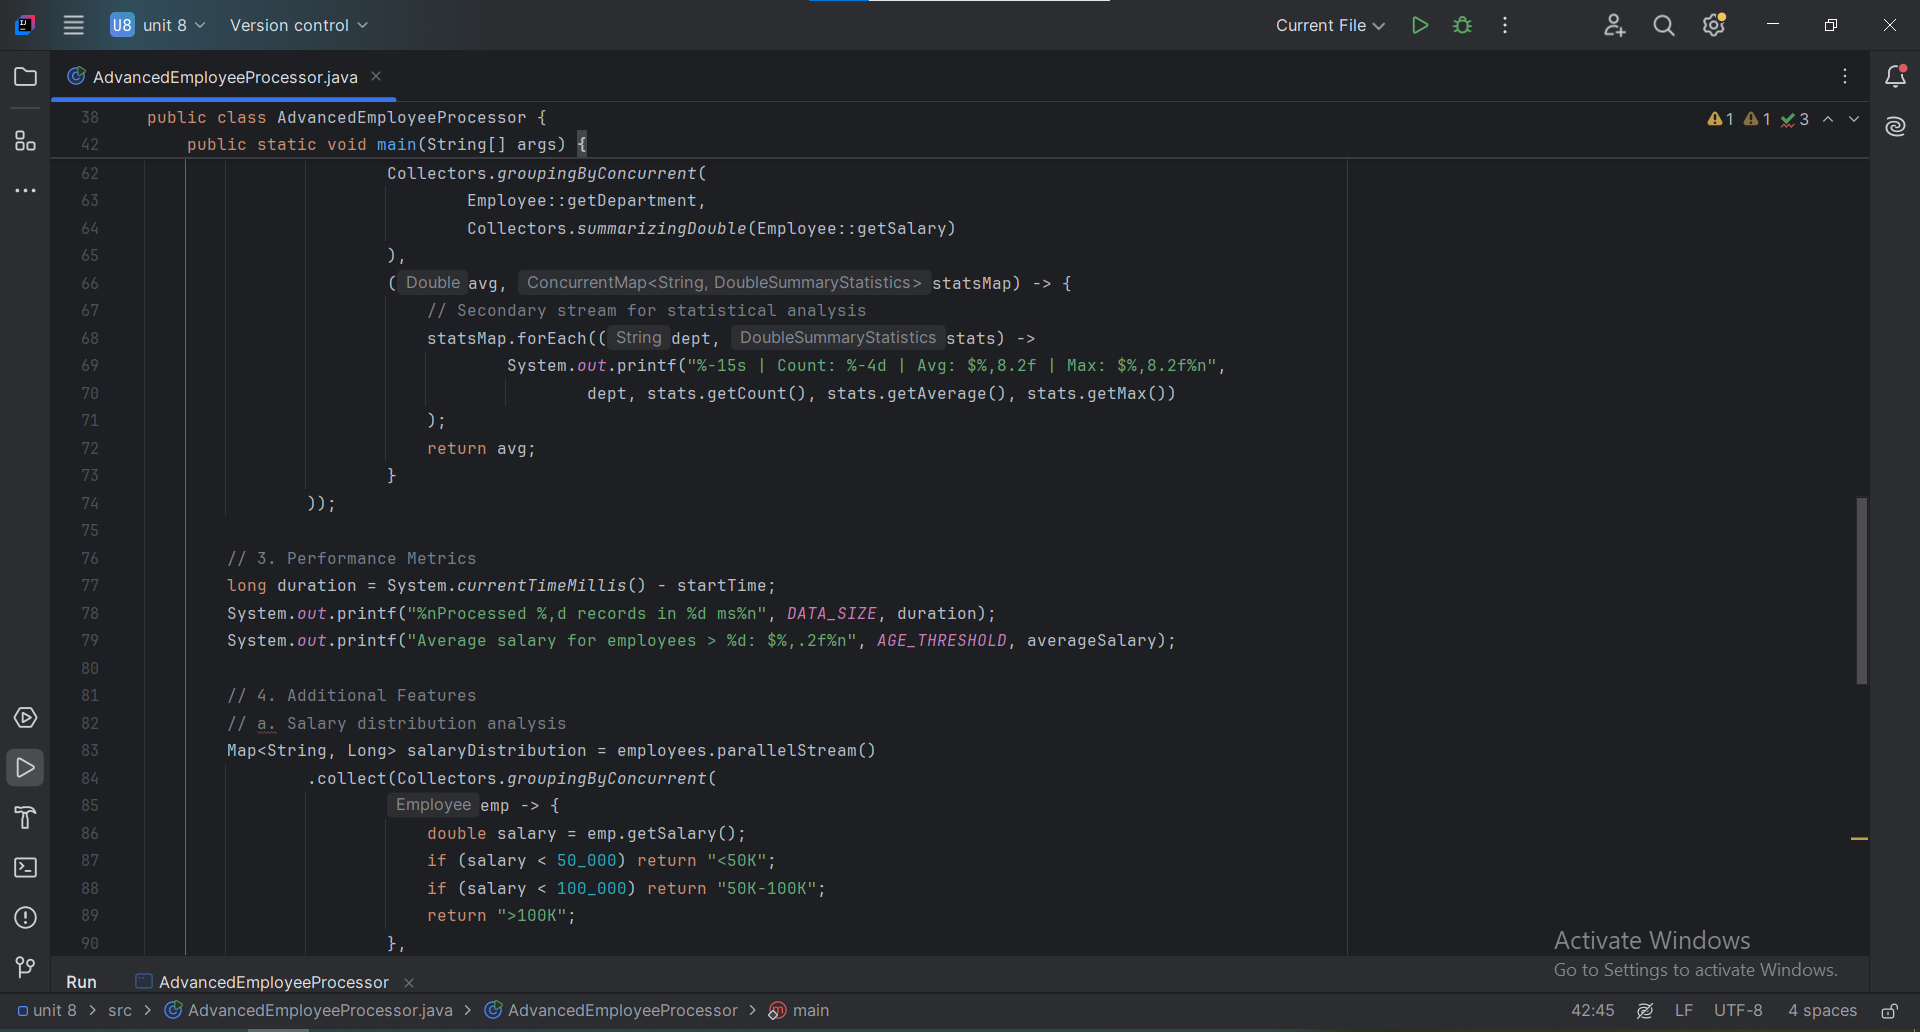 U8 unit 8 Version control Current File
AdvancedEmployeeProcessor.java
38 public class AdvancedEmployeeProcessor {
1 1 3
42 public static void main(String[] args) {
62 Collectors.groupingByConcurrent(
63 Employee::getDepartment,
64 Collectors.summarizingDouble(Employee::getSalary)
65 ),
66 ( Double avg, ConcurrentMap<String, DoubleSummaryStatistics> statsMap) -> {
67 // Secondary stream for statistical analysis
68 statsMap.forEach(( String dept, DoubleSummaryStatistics stats) ->
69 System.out.printf("%-15s | Count: %-4d | Avg: $%,8.2f | Max: $%,8.2f%n",
70 dept, stats.getCount(), stats.getAverage(), stats.getMax())
71 );
72 return avg;
73 }
74 ));
75
76 // 3. Performance Metrics
77 long duration = System.currentTimeMillis() - startTime;
78 System.out.printf("%nProcessed %,d records in %d ms%n", DATA_SIZE, duration);
79 System.out.printf("Average salary for employees > %d: $%,.2f%n", AGE_THRESHOLD, averageSalary);
80
81 // 4. Additional Features
82 // a. Salary distribution analysis
83 Map<String, Long> salaryDistribution = employees.parallelStream()
84 .collect(Collectors.groupingByConcurrent(
85 Employee emp -> {
86 double salary = emp.getSalary();
87 if (salary < 50_000) return "<50K";
88 if (salary < 100_000) return "50K-100K";
89 return ">100K";
90 },
Activate Windows
Go to Settings to activate Windows.
Run AdvancedEmployeeProcessor
unit 8 > src > AdvancedEmployeeProcessor.java > AdvancedEmployeeProcessor > main 42:45 LF UTF-8 4 spaces